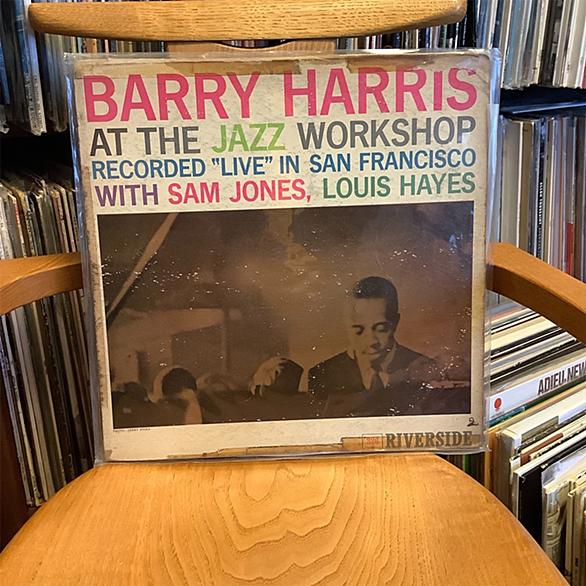 BARRY HARRIS
AT THE JAZZ WORKSHOP
RECORDED "LIVE" IN SAN FRANCISCO
WITH SAM JONES, LOUIS HAYES
RIVERSIDE
ADIEU, NEW